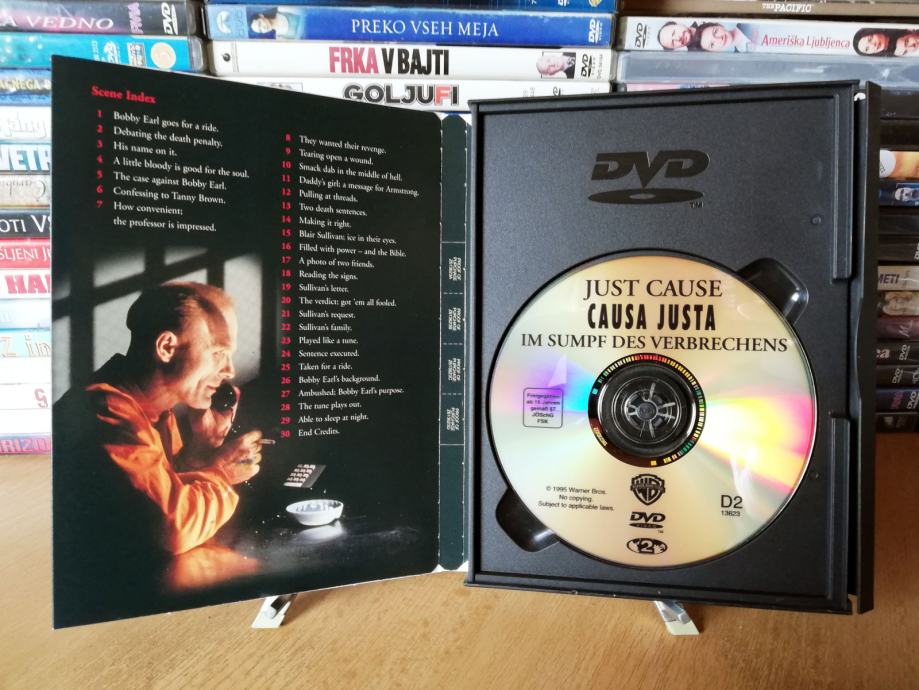 A VEDNO
PREKO VSEH MEJA
DVD
THE PACIFIC
FRKA V BAJTI
DVD
Ameriška Ljubljenca
GOLJUFI
Scene Index
1 Bobby Earl goes for a ride.
2 Debating the death penalty.
3 His name on it.
4 A little bloody is good for the soul.
5 The case against Bobby Earl.
6 Confessing to Tanny Brown.
7 How convenient;
the professor is impressed.
8 They wanted their revenge.
9 Tearing open a wound.
10 Smack dab in the middle of hell.
11 Daddy's girl; a message for Armstrong.
12 Pulling at threads.
13 Two death sentences.
14 Making it right.
15 Blair Sullivan; ice in their eyes.
16 Filled with power – and the Bible.
17 A photo of two friends.
18 Reading the signs.
19 Sullivan's letter.
20 The verdict: got 'em all fooled.
21 Sullivan's request.
22 Sullivan's family.
23 Played like a tune.
24 Sentence executed.
25 Taken for a ride.
26 Bobby Earl's background.
27 Ambushed; Bobby Earl's purpose.
28 The tune plays out.
29 Able to sleep at night.
30 End Credits.
DVD
TM
JUST CAUSE
CAUSA JUSTA
IM SUMPF DES VERBRECHENS
Freigegeben
ab 16 Jahren
gemäß §7
JÖSchG
FSK
© 1995 Warner Bros.
No copying.
Subject to applicable laws.
WB
DVD
VIDEO
2
D2
13623